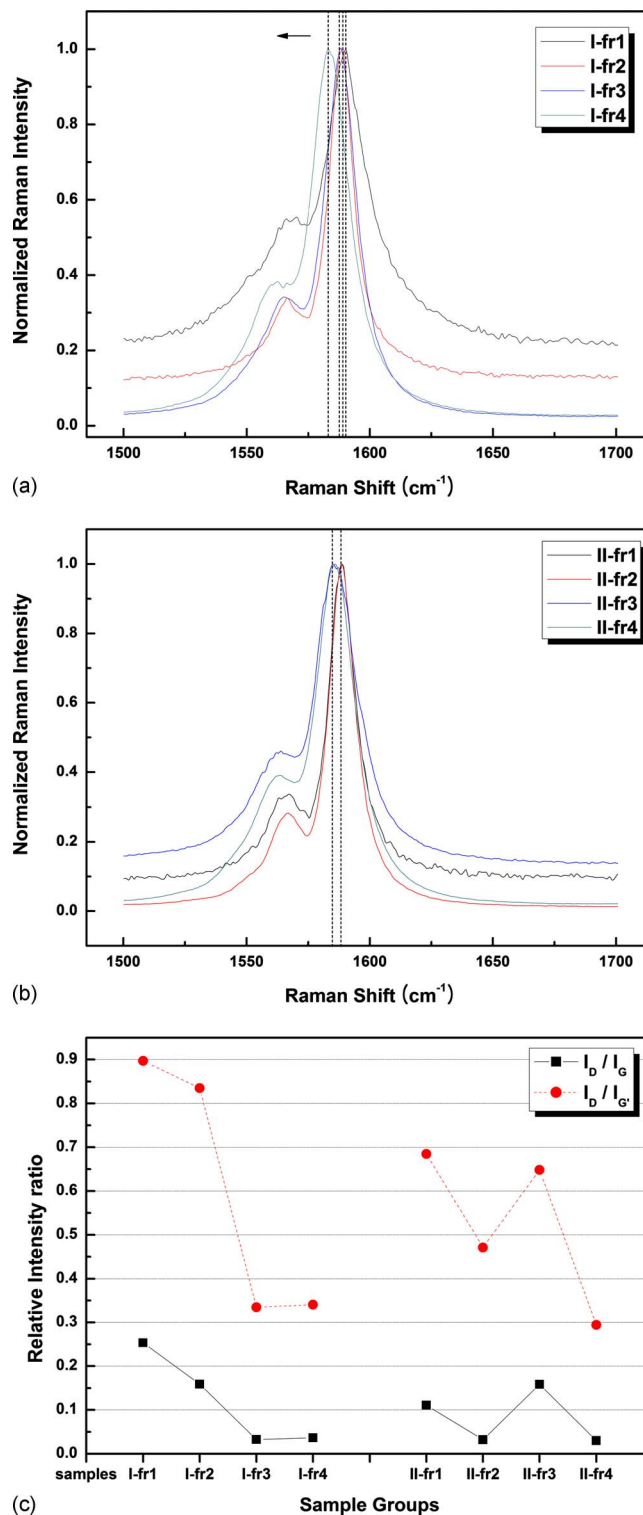 I-fr1
I-fr2
I-fr3
I-fr4
Normalized Raman Intensity
1.0
0.8
0.6
0.4
0.2
0.0
1500 1550 1600 1650 1700
Raman Shift (cm⁻¹)
(a)
II-fr1
II-fr2
II-fr3
II-fr4
Normalized Raman Intensity
1.0
0.8
0.6
0.4
0.2
0.0
1500 1550 1600 1650 1700
Raman Shift (cm⁻¹)
(b)
I_D / I_G
I_D / I_G'
Relative Intensity ratio
0.9
0.8
0.7
0.6
0.5
0.4
0.3
0.2
0.1
0.0
samples I-fr1 I-fr2 I-fr3 I-fr4 II-fr1 II-fr2 II-fr3 II-fr4
Sample Groups
(c)